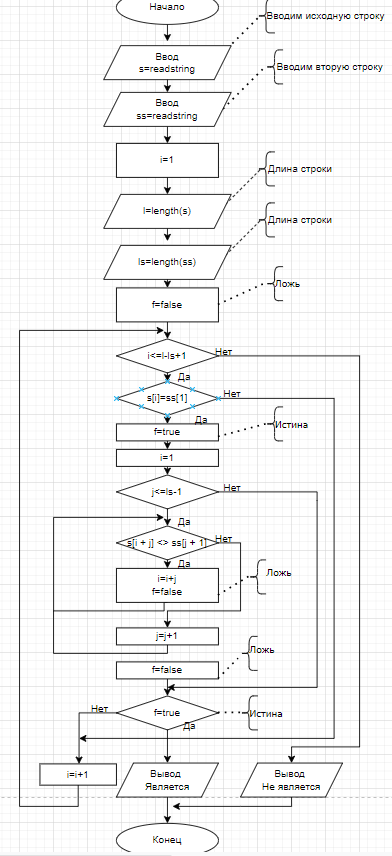 Начало
Вводим исходную строку
Ввод
s=readstring
Вводим вторую строку
Ввод
ss=readstring
i=1
Длина строки
l=length(s)
Длина строки
ls=length(ss)
Ложь
f=false
i<=l-ls+1
Нет
Да
s[i]=ss[1]
Нет
Да
f=true
Истина
i=1
j<=ls-1
Нет
Да
s[i + j] <> ss[j + 1]
Нет
Да
i=i+j
f=false
Ложь
j=j+1
Ложь
f=false
Нет
f=true
Истина
Да
i=i+1
Вывод
Является
Вывод
Не является
Конец